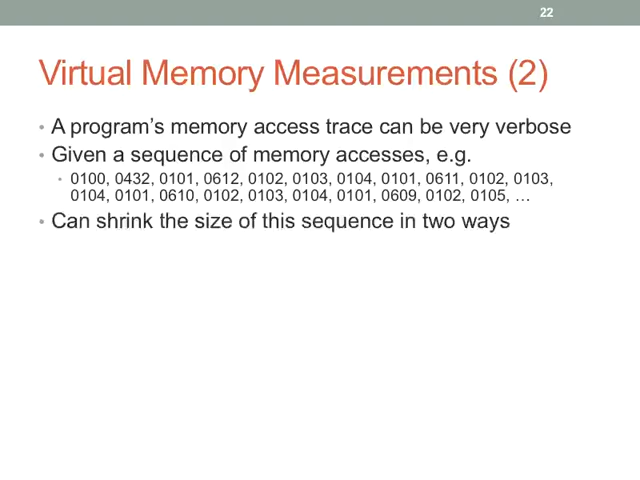 22
Virtual Memory Measurements (2)
• A program's memory access trace can be very verbose
• Given a sequence of memory accesses, e.g.
• 0100, 0432, 0101, 0612, 0102, 0103, 0104, 0101, 0611, 0102, 0103,
0104, 0101, 0610, 0102, 0103, 0104, 0101, 0609, 0102, 0105, …
• Can shrink the size of this sequence in two ways